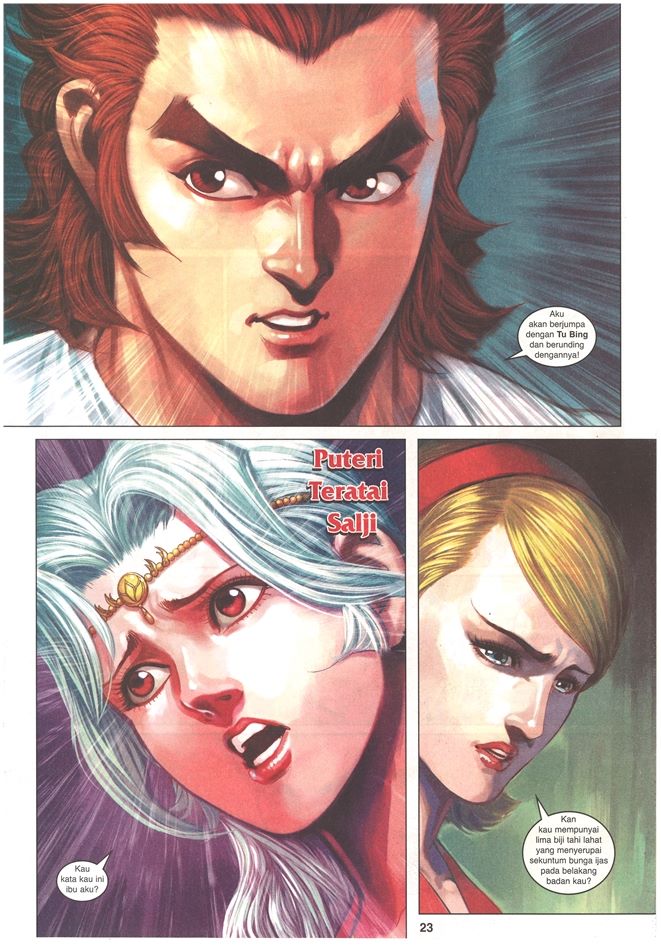 Aku
akan berjumpa
dengan Tu Bing
dan berunding
dengannya!
Puteri
Teratai
Salji
Kau
kata kau ini
ibu aku?
Kan
kau mempunyai
lima biji tahi lahat
yang menyerupai
sekuntum bunga ijas
pada belakang
badan kau?
23